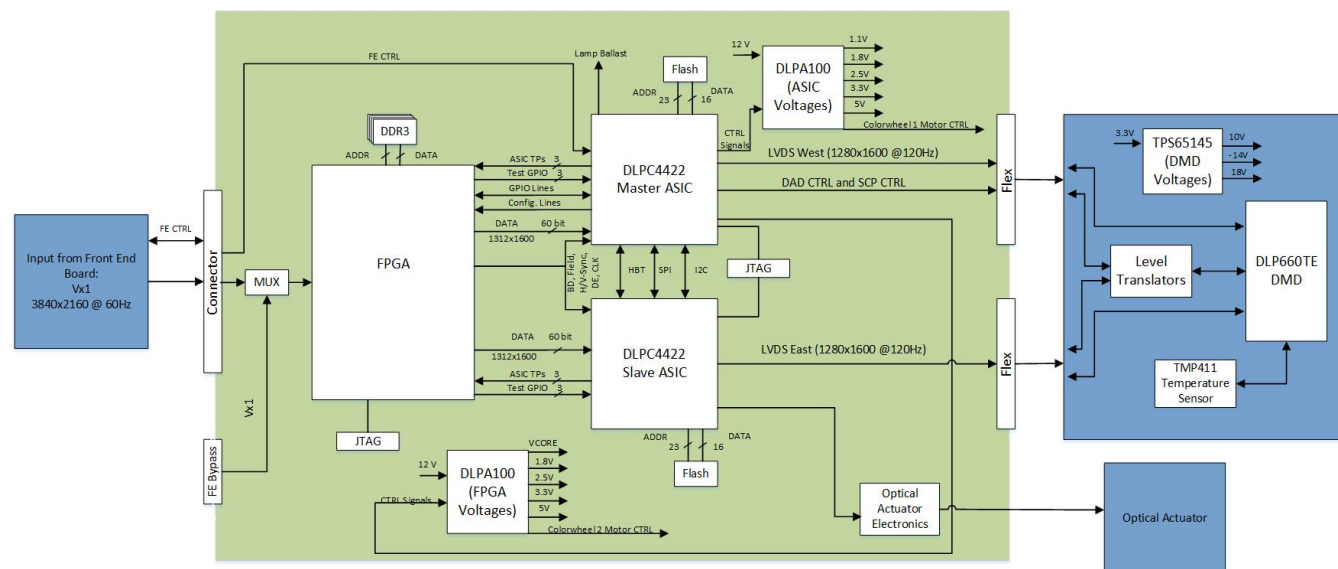 Input from Front End
Board:
Vx1
3840x2160 @ 60Hz
FE CTRL
Connector
FE Bypass
MUX
Vx1
FE CTRL
DDR3
ADDR
DATA
FPGA
JTAG
ASIC TPs 3
Test GPIO 3
GPIO Lines
Config. Lines
DATA 60 bit
1312x1600
BD, Field,
H/V-Sync,
DE, CLK
DATA 60 bit
1312x1600
ASIC TPs 3
Test GPIO 3
Lamp Ballast
Flash
ADDR
23
DATA
16
DLPC4422
Master ASIC
HBT
SPI
I2C
JTAG
DLPC4422
Slave ASIC
ADDR
23
DATA
16
Flash
CTRL
Signals
12 V
DLPA100
(ASIC
Voltages)
1.1V
1.8V
2.5V
3.3V
5V
Colorwheel 1 Motor CTRL
LVDS West (1280x1600 @120Hz)
DAD CTRL and SCP CTRL
LVDS East (1280x1600 @120Hz)
Flex
Flex
12 V
CTRL Signals
DLPA100
(FPGA
Voltages)
VCORE
1.8V
2.5V
3.3V
5V
Colorwheel 2 Motor CTRL
Optical
Actuator
Electronics
3.3V
TPS65145
(DMD
Voltages)
10V
-14V
18V
Level
Translators
DLP660TE
DMD
TMP411
Temperature
Sensor
Optical Actuator